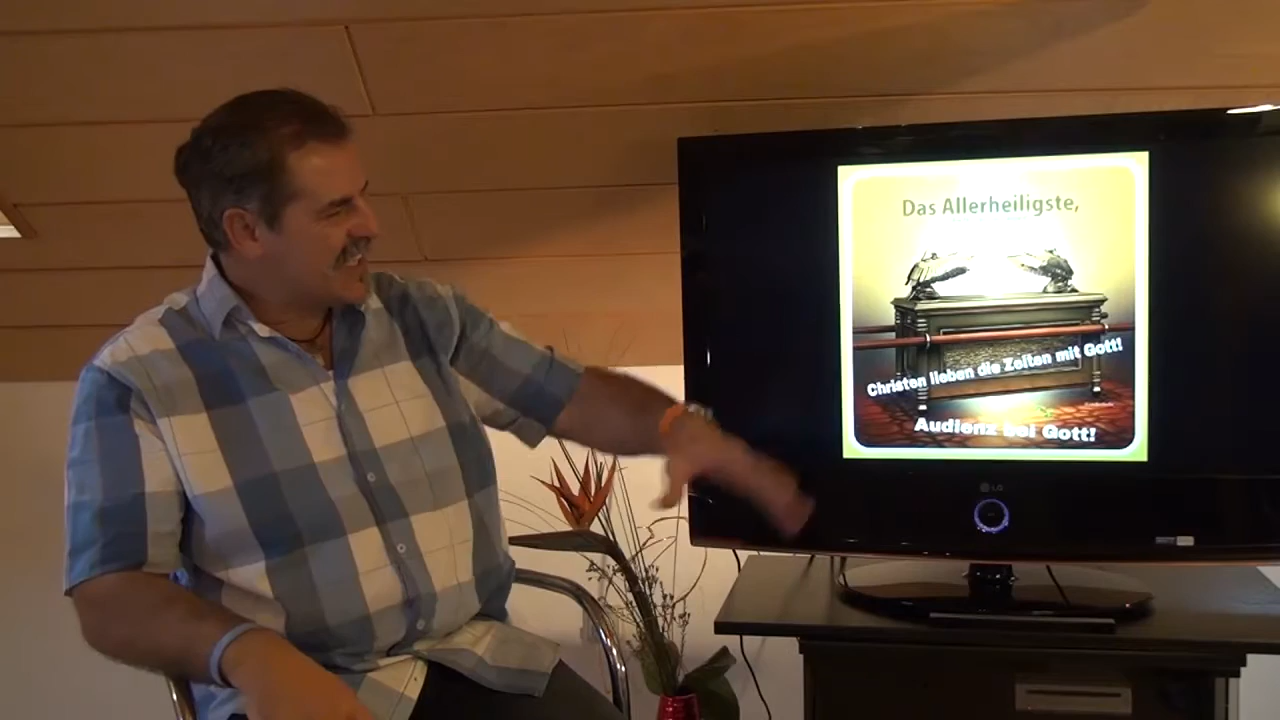 Das Allerheiligste,
Christen lieben die Zeiten mit Gott!
Audienz bei Gott!
LG